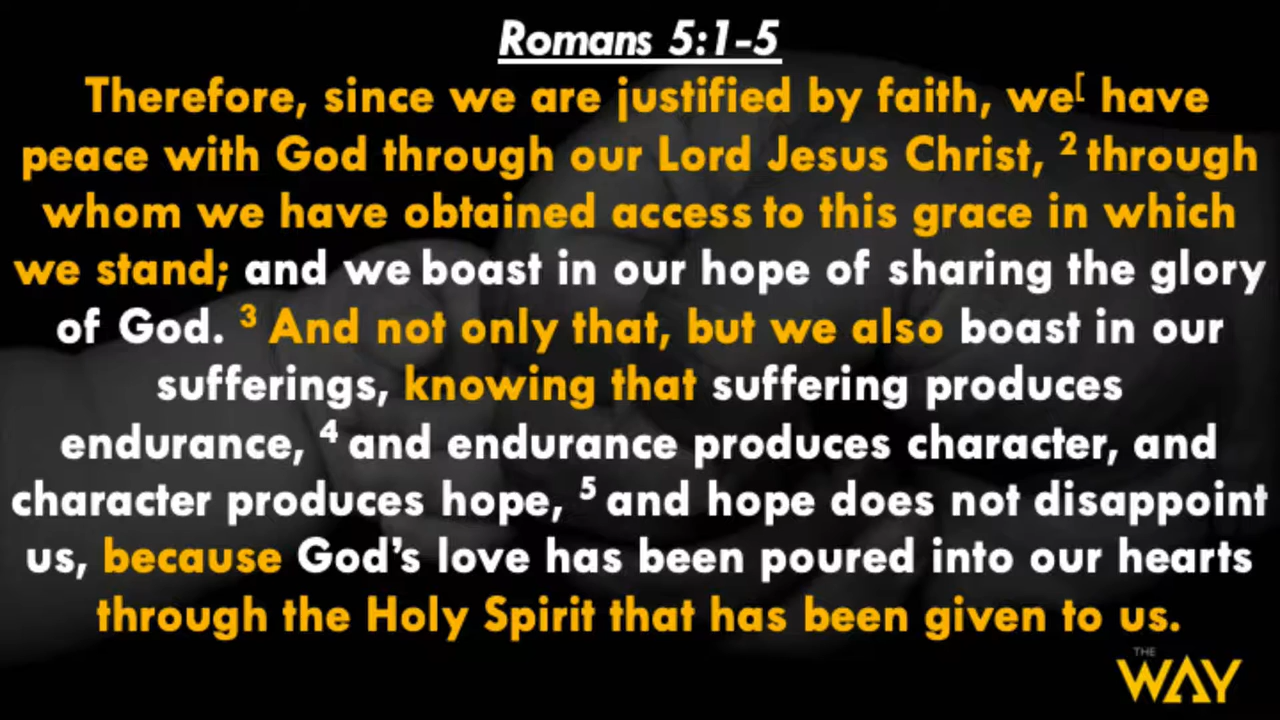 Romans 5:1-5
Therefore, since we are justified by faith, we[ have
peace with God through our Lord Jesus Christ, 2 through
whom we have obtained access to this grace in which
we stand; and we boast in our hope of sharing the glory
of God. 3 And not only that, but we also boast in our
sufferings, knowing that suffering produces
endurance, 4 and endurance produces character, and
character produces hope, 5 and hope does not disappoint
us, because God’s love has been poured into our hearts
through the Holy Spirit that has been given to us.
THE
WAY